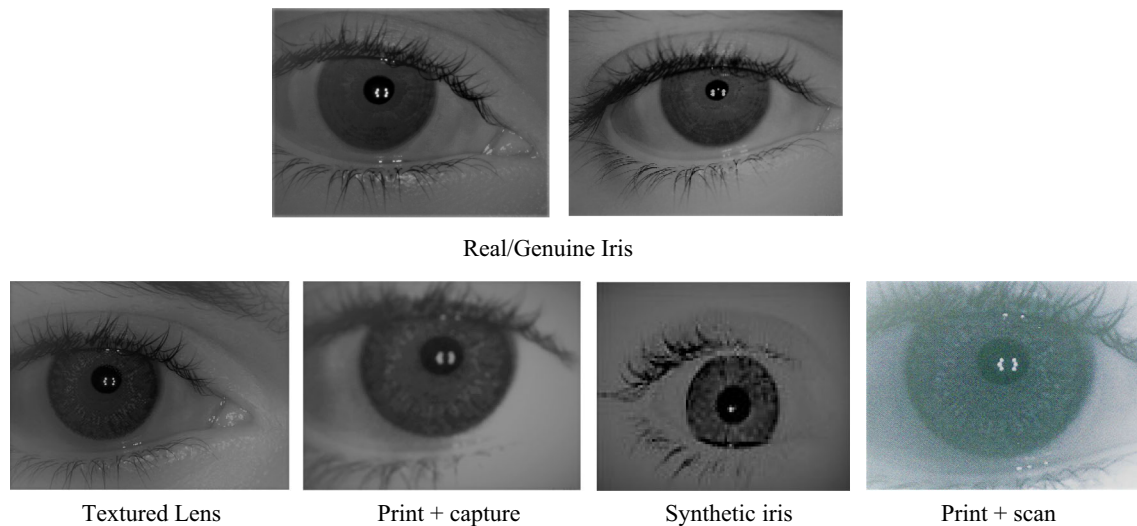 Real/Genuine Iris
Textured Lens
Print + capture
Synthetic iris
Print + scan